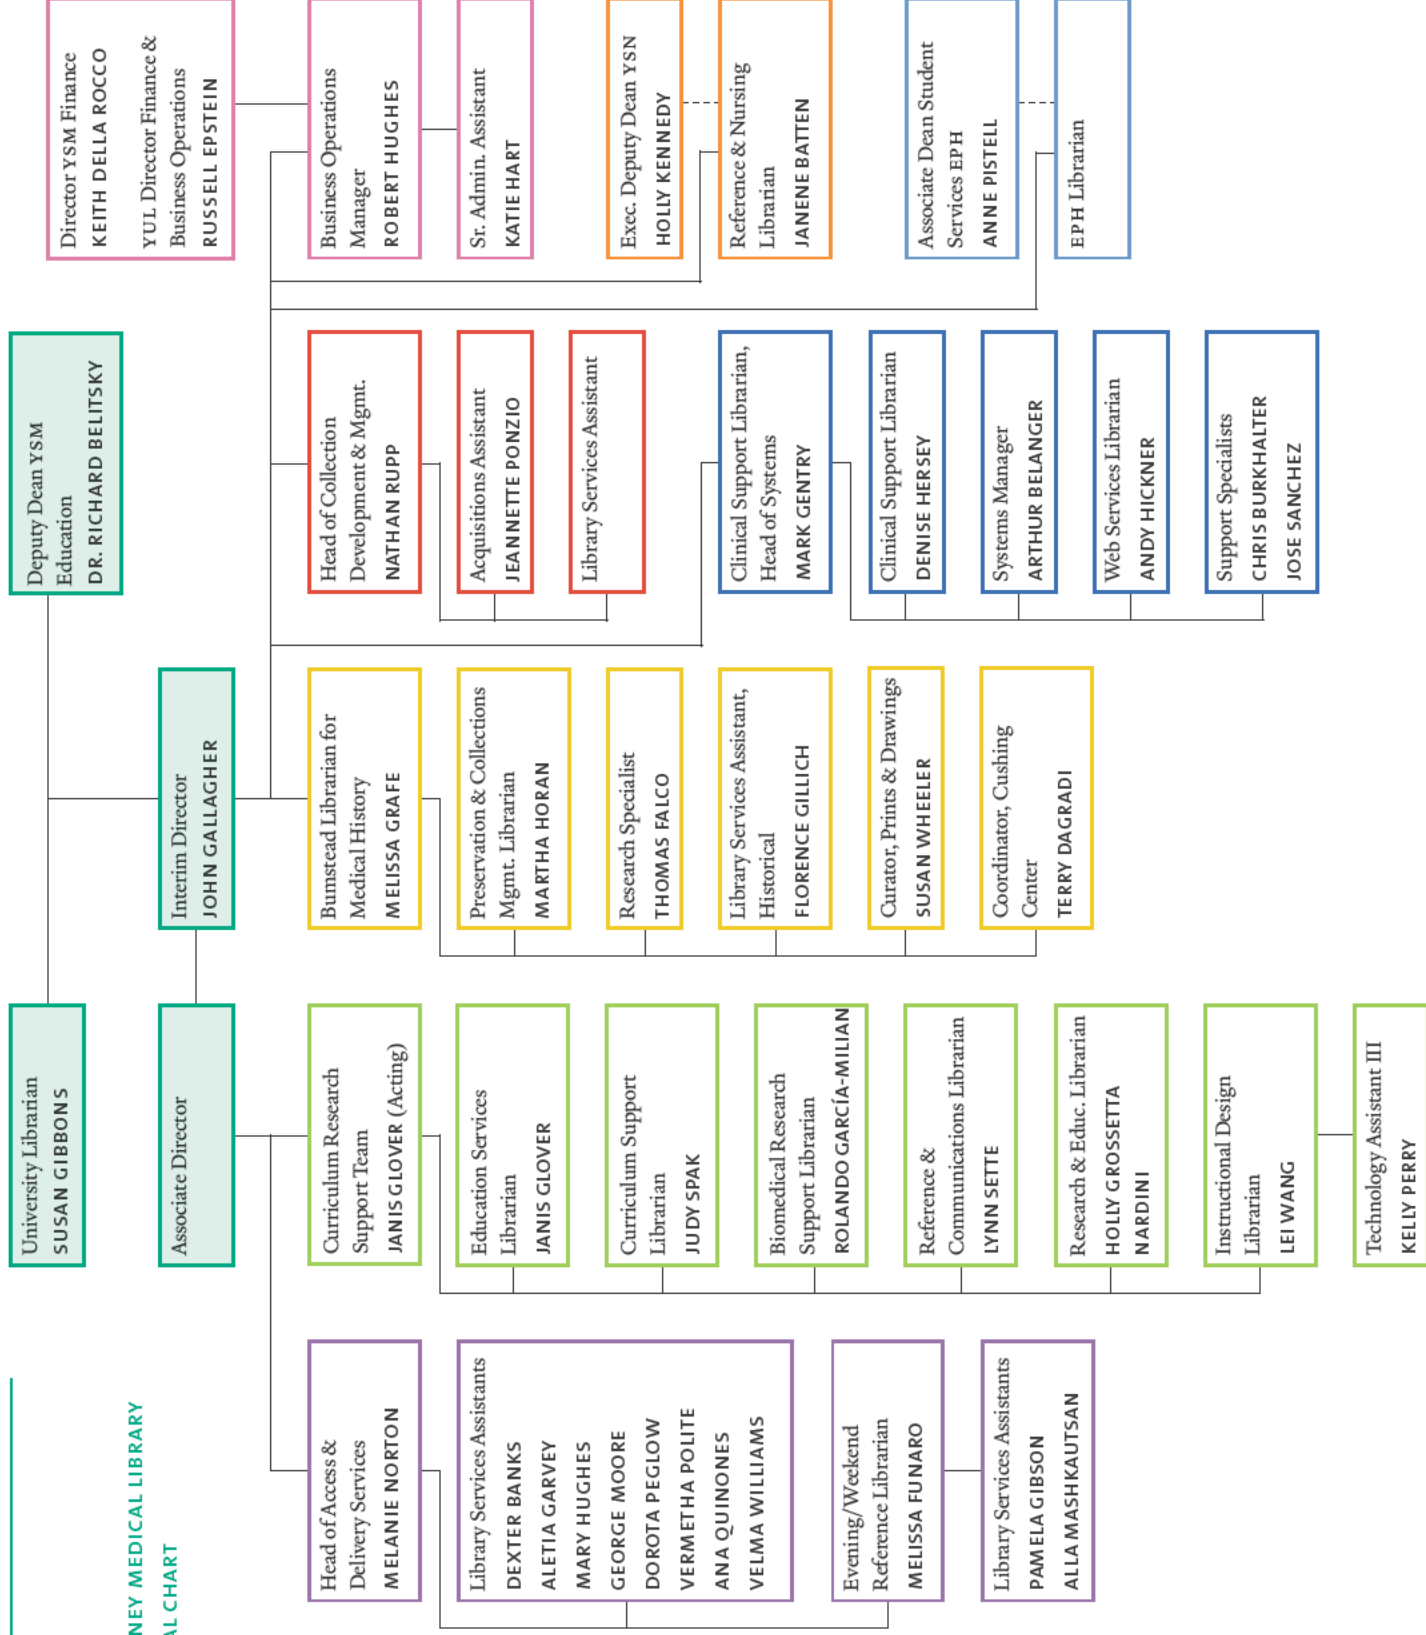 NEY MEDICAL LIBRARY
AL CHART
University Librarian
SUSAN GIBBONS
Deputy Dean YSM
Education
DR. RICHARD BELITSKY
Associate Director
Interim Director
JOHN GALLAGHER
Director YSM Finance
KEITH DELLA ROCCO
YUL Director Finance &
Business Operations
RUSSELL EPSTEIN
Head of Access &
Delivery Services
MELANIE NORTON
Library Services Assistants
DEXTER BANKS
ALETIA GARVEY
MARY HUGHES
GEORGE MOORE
DOROTA PEGLOW
VERMETHA POLITE
ANA QUINONES
VELMA WILLIAMS
Evening/Weekend
Reference Librarian
MELISSA FUNARO
Library Services Assistants
PAMELA GIBSON
ALLA MASHKAUTSAN
Curriculum Research
Support Team
JANIS GLOVER (Acting)
Education Services
Librarian
JANIS GLOVER
Curriculum Support
Librarian
JUDY SPAK
Biomedical Research
Support Librarian
ROLANDO GARCÍA-MILIAN
Reference &
Communications Librarian
LYNN SETTE
Research & Educ. Librarian
HOLLY GROSSETTA
NARDINI
Instructional Design
Librarian
LEI WANG
Technology Assistant III
KELLY PERRY
Bumstead Librarian for
Medical History
MELISSA GRAFE
Preservation & Collections
Mgmt. Librarian
MARTHA HORAN
Research Specialist
THOMAS FALCO
Library Services Assistant,
Historical
FLORENCE GILLICH
Curator, Prints & Drawings
SUSAN WHEELER
Coordinator, Cushing
Center
TERRY DAGRADI
Head of Collection
Development & Mgmt.
NATHAN RUPP
Acquisitions Assistant
JEANNETTE PONZIO
Library Services Assistant
Clinical Support Librarian,
Head of Systems
MARK GENTRY
Clinical Support Librarian
DENISE HERSEY
Systems Manager
ARTHUR BELANGER
Web Services Librarian
ANDY HICKNER
Support Specialists
CHRIS BURKHALTER
JOSE SANCHEZ
Business Operations
Manager
ROBERT HUGHES
Sr. Admin. Assistant
KATIE HART
Exec. Deputy Dean YSN
HOLLY KENNEDY
Reference & Nursing
Librarian
JANENE BATTEN
Associate Dean Student
Services EPH
ANNE PISTELL
EPH Librarian